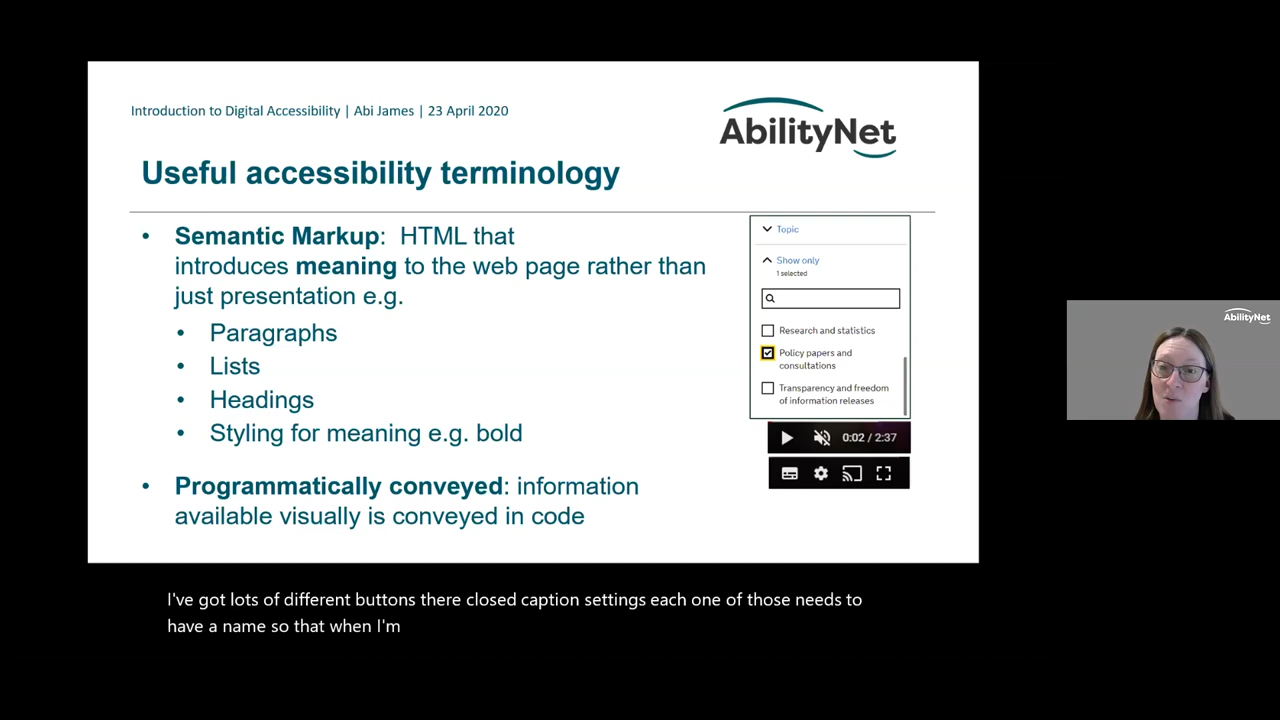 Introduction to Digital Accessibility | Abi James | 23 April 2020
AbilityNet
Useful accessibility terminology
• Semantic Markup: HTML that
introduces meaning to the web page rather than
just presentation e.g.
• Paragraphs
• Lists
• Headings
• Styling for meaning e.g. bold
• Programmatically conveyed: information
available visually is conveyed in code
Topic
Show only
1 selected
Research and statistics
Policy papers and
consultations
Transparency and freedom
of information releases
0:02 / 2:37
AbilityNet
I've got lots of different buttons there closed caption settings each one of those needs to
have a name so that when I'm